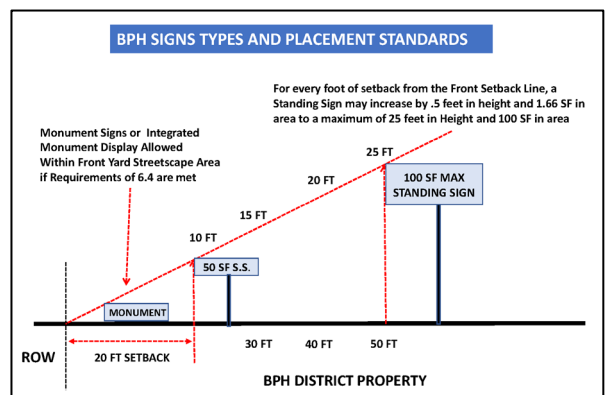 BPH SIGNS TYPES AND PLACEMENT STANDARDS
For every foot of setback from the Front Setback Line, a
Standing Sign may increase by .5 feet in height and 1.66 SF in
area to a maximum of 25 feet in Height and 100 SF in area
Monument Signs or Integrated
Monument Display Allowed
Within Front Yard Streetscape Area
if Requirements of 6.4 are met
25 FT
20 FT
15 FT
10 FT
100 SF MAX
STANDING SIGN
50 SF S.S.
MONUMENT
ROW
20 FT SETBACK
30 FT
40 FT
50 FT
BPH DISTRICT PROPERTY